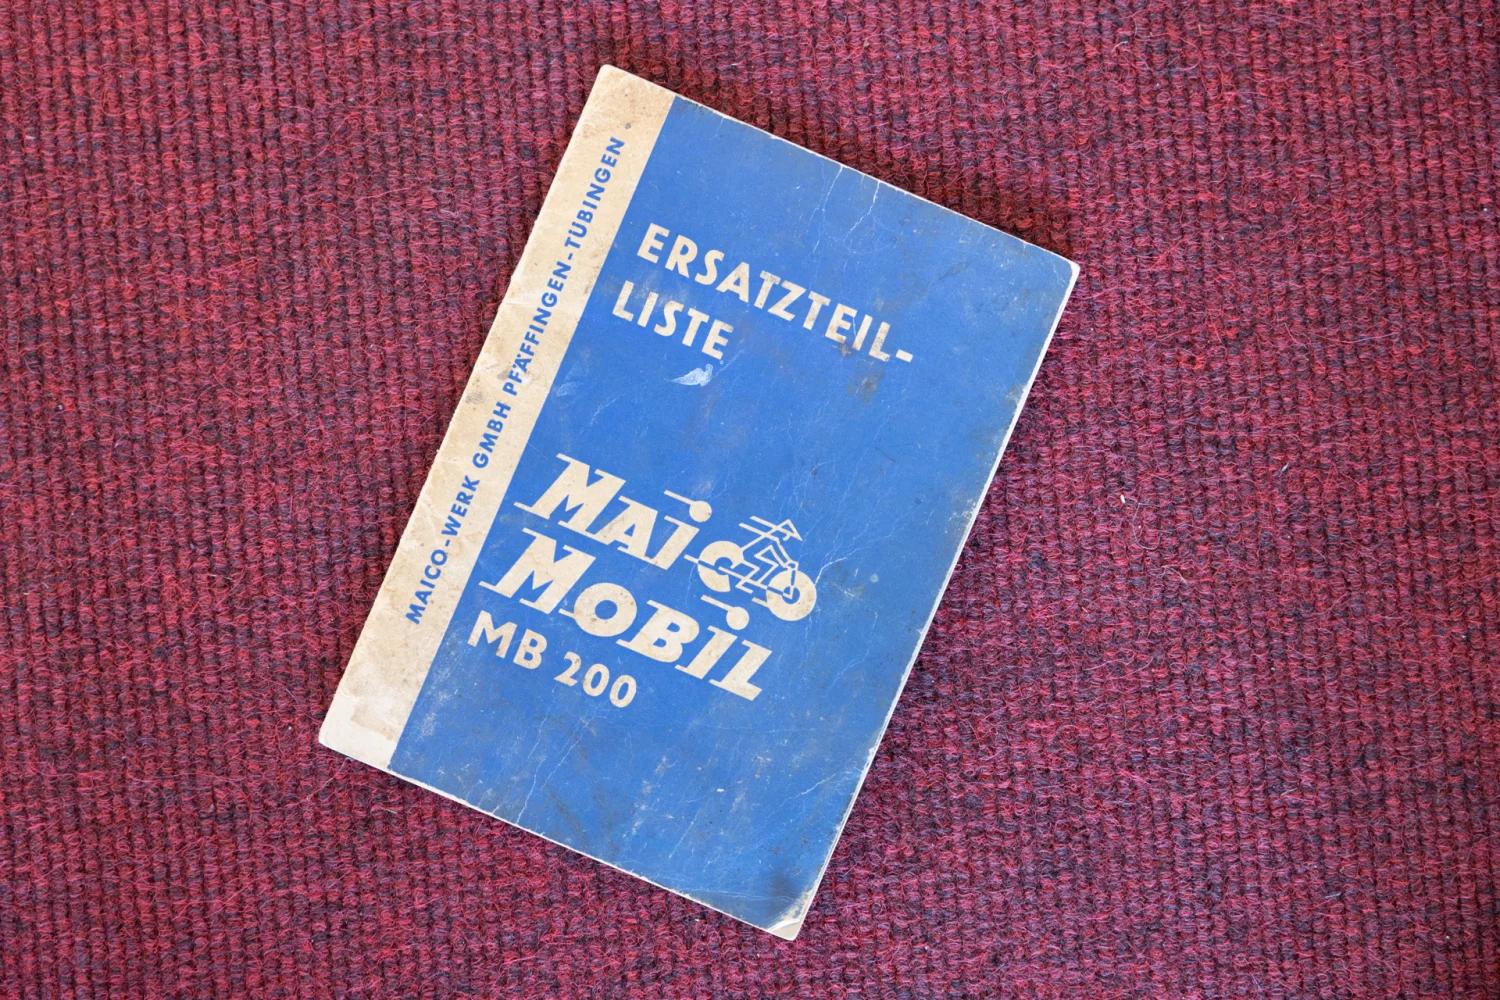 MAICO-WERK GMBH PFÄFFINGEN-TÜBINGEN
ERSATZTEIL-
LISTE
MAICO
MOBIL
MB 200